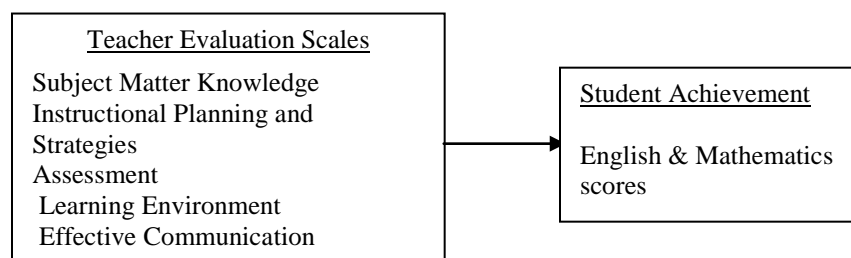 Teacher Evaluation Scales
Subject Matter Knowledge
Instructional Planning and
Strategies
Assessment
Learning Environment
Effective Communication
Student Achievement
English & Mathematics
scores